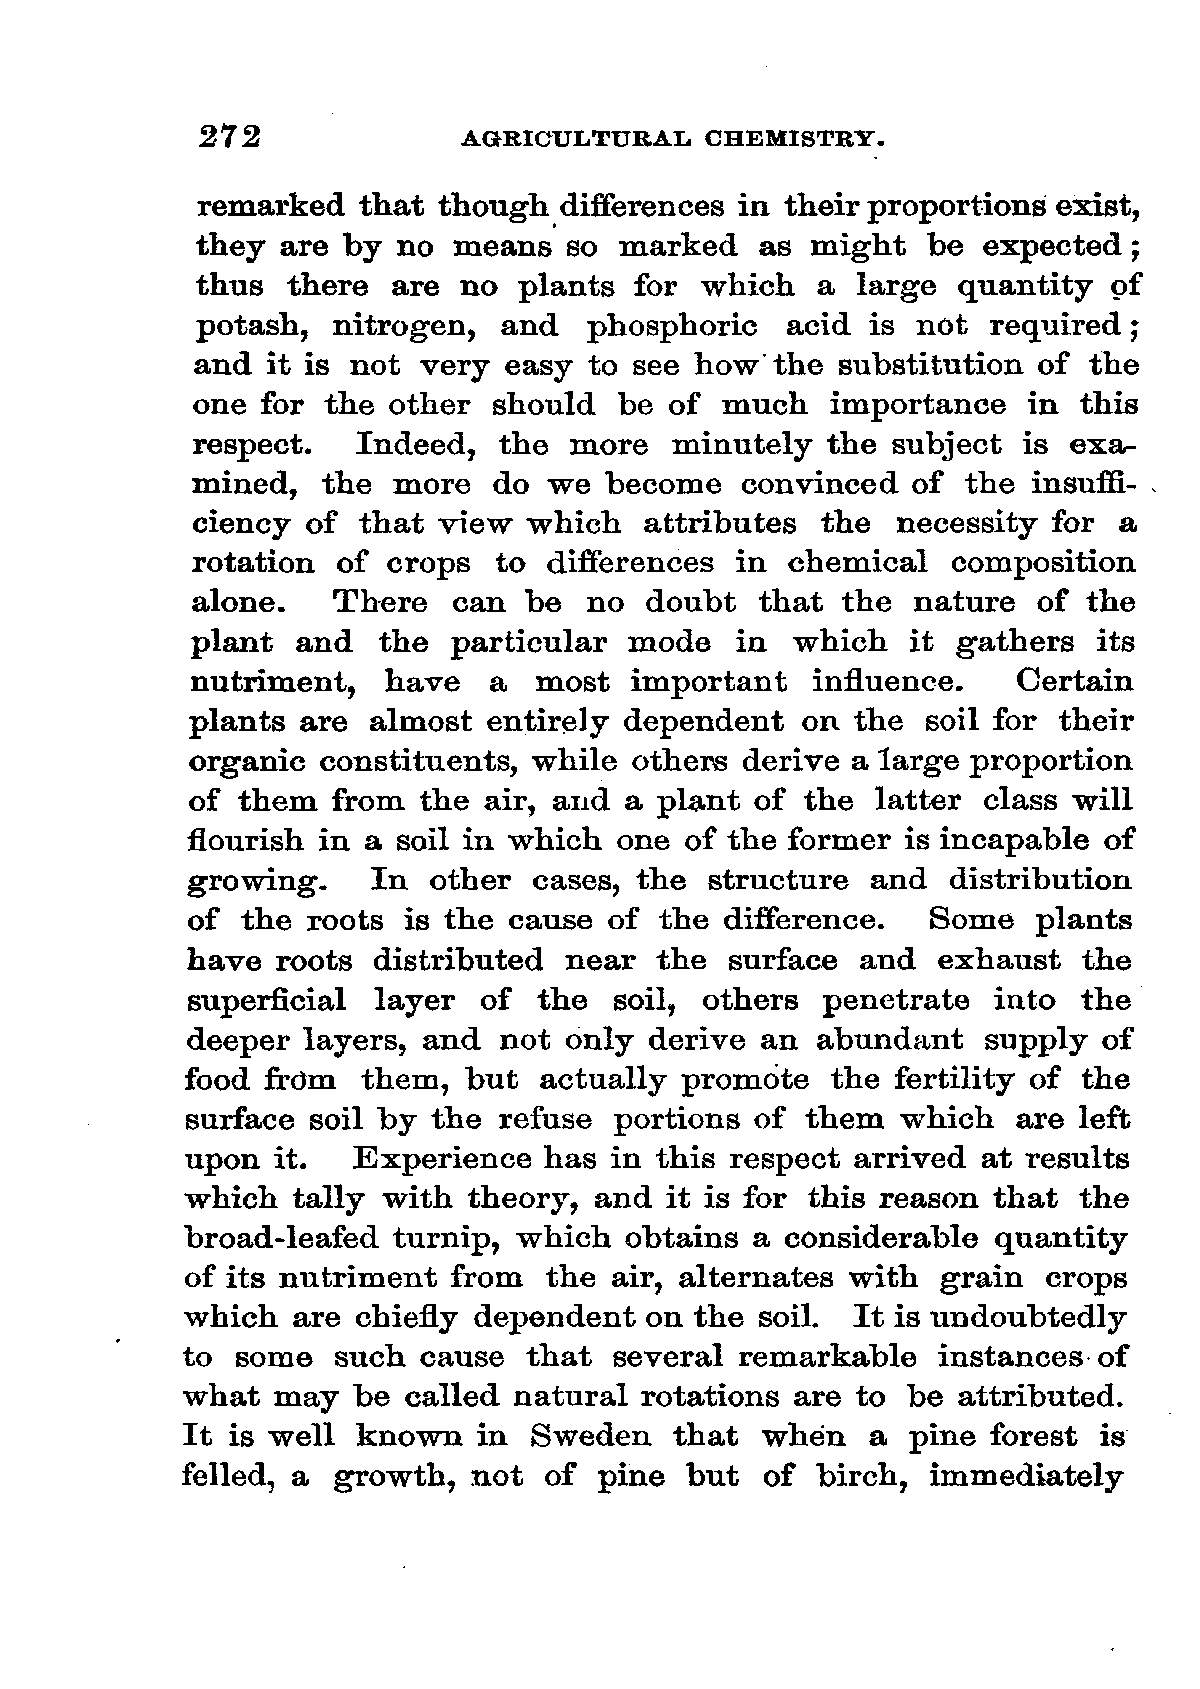 272 AGRICULTURAL CHEMISTRY.
remarked that though differences in their proportions exist,
they are by no means so marked as might be expected;
thus there are no plants for which a large quantity of
potash, nitrogen, and phosphoric acid is not required;
and it is not very easy to see how the substitution of the
one for the other should be of much importance in this
respect. Indeed, the more minutely the subject is exa-
mined, the more do we become convinced of the insuffi-
ciency of that view which attributes the necessity for a
rotation of crops to differences in chemical composition
alone. There can be no doubt that the nature of the
plant and the particular mode in which it gathers its
nutriment, have a most important influence. Certain
plants are almost entirely dependent on the soil for their
organic constituents, while others derive a large proportion
of them from the air, and a plant of the latter class will
flourish in a soil in which one of the former is incapable of
growing. In other cases, the structure and distribution
of the roots is the cause of the difference. Some plants
have roots distributed near the surface and exhaust the
superficial layer of the soil, others penetrate into the
deeper layers, and not only derive an abundant supply of
food from them, but actually promote the fertility of the
surface soil by the refuse portions of them which are left
upon it. Experience has in this respect arrived at results
which tally with theory, and it is for this reason that the
broad-leafed turnip, which obtains a considerable quantity
of its nutriment from the air, alternates with grain crops
which are chiefly dependent on the soil. It is undoubtedly
to some such cause that several remarkable instances of
what may be called natural rotations are to be attributed.
It is well known in Sweden that when a pine forest is
felled, a growth, not of pine but of birch, immediately